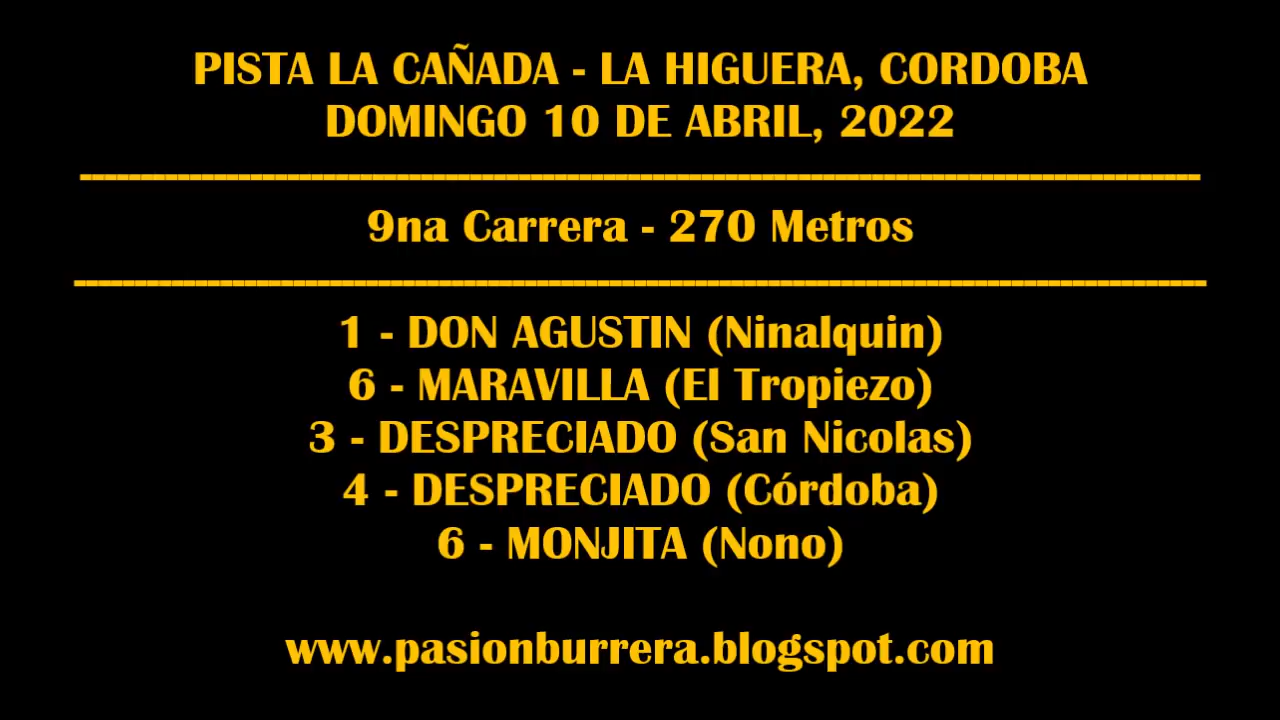 PISTA LA CAÑADA - LA HIGUERA, CORDOBA
DOMINGO 10 DE ABRIL, 2022
9na Carrera - 270 Metros
1 - DON AGUSTIN (Ninalquin)
6 - MARAVILLA (El Tropiezo)
3 - DESPRECIADO (San Nicolas)
4 - DESPRECIADO (Córdoba)
6 - MONJITA (Nono)
www.pasionburrera.blogspot.com